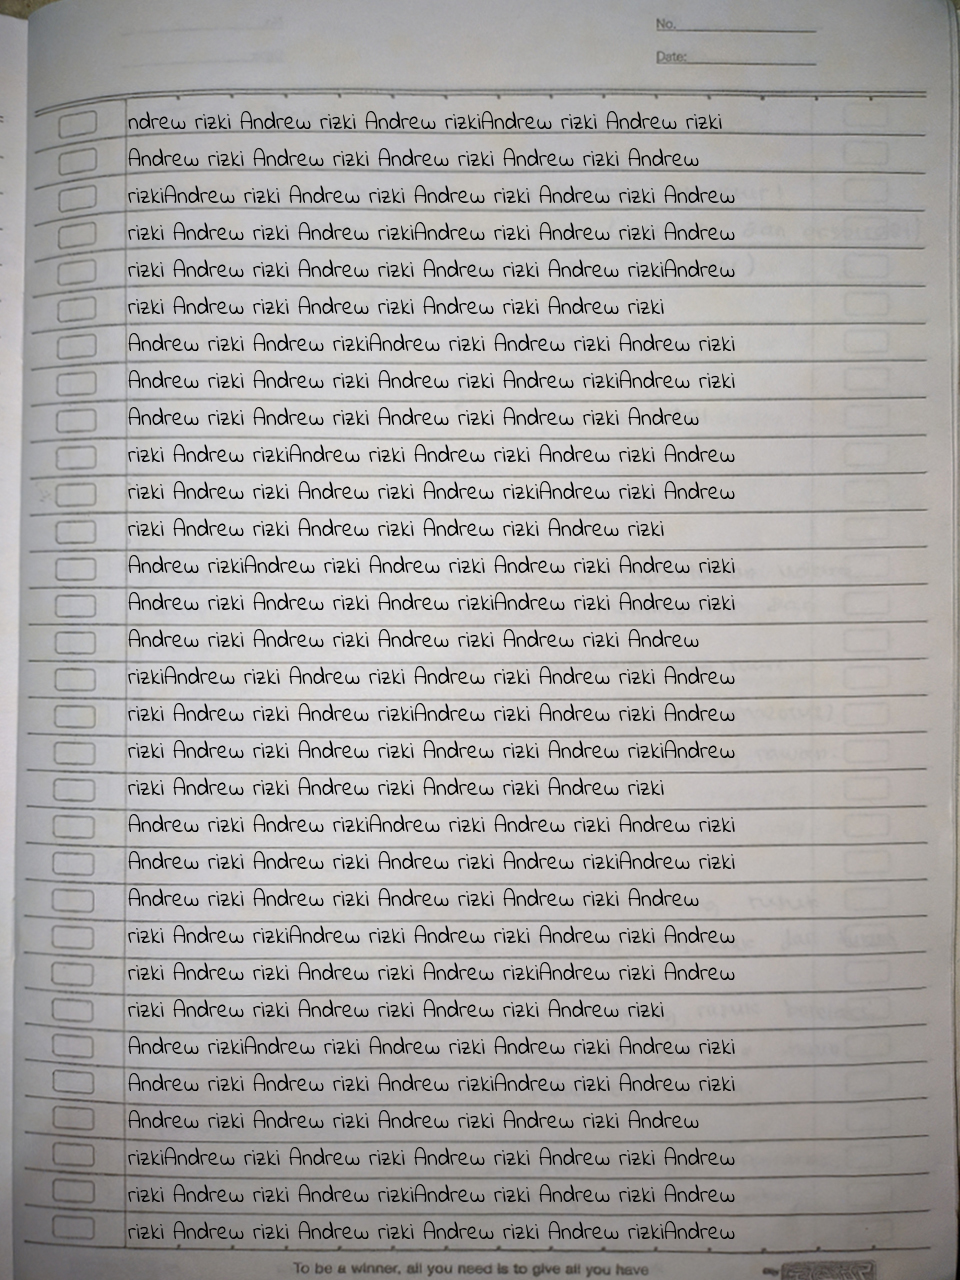 No.
Date:
ndrew rizki Andrew rizki Andrew rizkiAndrew rizki Andrew rizki
Andrew rizki Andrew rizki Andrew rizki Andrew rizki Andrew
rizkiAndrew rizki Andrew rizki Andrew rizki Andrew rizki Andrew
rizki Andrew rizki Andrew rizkiAndrew rizki Andrew rizki Andrew
rizki Andrew rizki Andrew rizki Andrew rizki Andrew rizkiAndrew
rizki Andrew rizki Andrew rizki Andrew rizki Andrew rizki
Andrew rizki Andrew rizkiAndrew rizki Andrew rizki Andrew rizki
Andrew rizki Andrew rizki Andrew rizki Andrew rizkiAndrew rizki
Andrew rizki Andrew rizki Andrew rizki Andrew rizki Andrew
rizki Andrew rizkiAndrew rizki Andrew rizki Andrew rizki Andrew
rizki Andrew rizki Andrew rizki Andrew rizkiAndrew rizki Andrew
rizki Andrew rizki Andrew rizki Andrew rizki Andrew rizki
Andrew rizkiAndrew rizki Andrew rizki Andrew rizki Andrew rizki
Andrew rizki Andrew rizki Andrew rizkiAndrew rizki Andrew rizki
Andrew rizki Andrew rizki Andrew rizki Andrew rizki Andrew
rizkiAndrew rizki Andrew rizki Andrew rizki Andrew rizki Andrew
rizki Andrew rizki Andrew rizkiAndrew rizki Andrew rizki Andrew
rizki Andrew rizki Andrew rizki Andrew rizki Andrew rizkiAndrew
rizki Andrew rizki Andrew rizki Andrew rizki Andrew rizki
Andrew rizki Andrew rizkiAndrew rizki Andrew rizki Andrew rizki
Andrew rizki Andrew rizki Andrew rizki Andrew rizkiAndrew rizki
Andrew rizki Andrew rizki Andrew rizki Andrew rizki Andrew
rizki Andrew rizkiAndrew rizki Andrew rizki Andrew rizki Andrew
rizki Andrew rizki Andrew rizki Andrew rizkiAndrew rizki Andrew
rizki Andrew rizki Andrew rizki Andrew rizki Andrew rizki
Andrew rizkiAndrew rizki Andrew rizki Andrew rizki Andrew rizki
Andrew rizki Andrew rizki Andrew rizkiAndrew rizki Andrew rizki
Andrew rizki Andrew rizki Andrew rizki Andrew rizki Andrew
rizkiAndrew rizki Andrew rizki Andrew rizki Andrew rizki Andrew
rizki Andrew rizki Andrew rizkiAndrew rizki Andrew rizki Andrew
rizki Andrew rizki Andrew rizki Andrew rizki Andrew rizkiAndrew
To be a winner, all you need is to give all you have